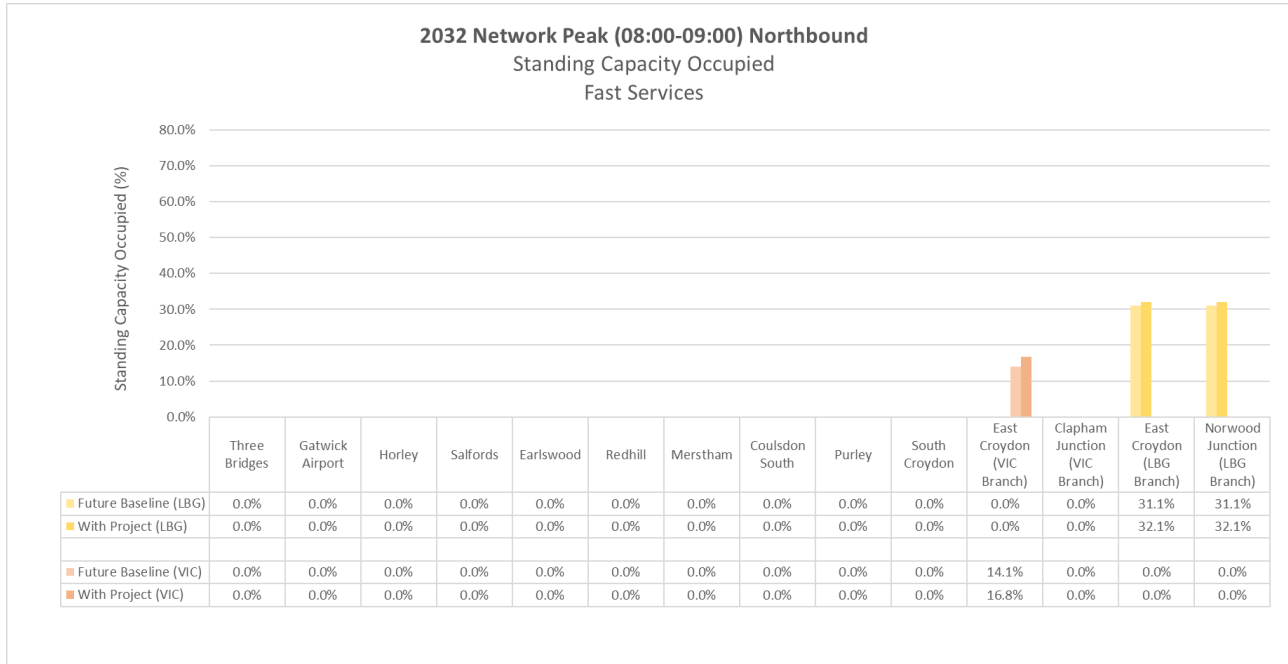 2032 Network Peak (08:00-09:00) Northbound
Standing Capacity Occupied
Fast Services
Standing Capacity Occupied (%)
80.0%
70.0%
60.0%
50.0%
40.0%
30.0%
20.0%
10.0%
0.0%
Three Bridges
Gatwick Airport
Horley
Salfords
Earlswood
Redhill
Merstham
Coulsdon South
Purley
South Croydon
East Croydon (VIC Branch)
Clapham Junction (VIC Branch)
East Croydon (LBG Branch)
Norwood Junction (LBG Branch)
Future Baseline (LBG) 0.0% 0.0% 0.0% 0.0% 0.0% 0.0% 0.0% 0.0% 0.0% 0.0% 0.0% 0.0% 31.1% 31.1%
With Project (LBG) 0.0% 0.0% 0.0% 0.0% 0.0% 0.0% 0.0% 0.0% 0.0% 0.0% 0.0% 0.0% 32.1% 32.1%
Future Baseline (VIC) 0.0% 0.0% 0.0% 0.0% 0.0% 0.0% 0.0% 0.0% 0.0% 0.0% 14.1% 0.0% 0.0% 0.0%
With Project (VIC) 0.0% 0.0% 0.0% 0.0% 0.0% 0.0% 0.0% 0.0% 0.0% 0.0% 16.8% 0.0% 0.0% 0.0%